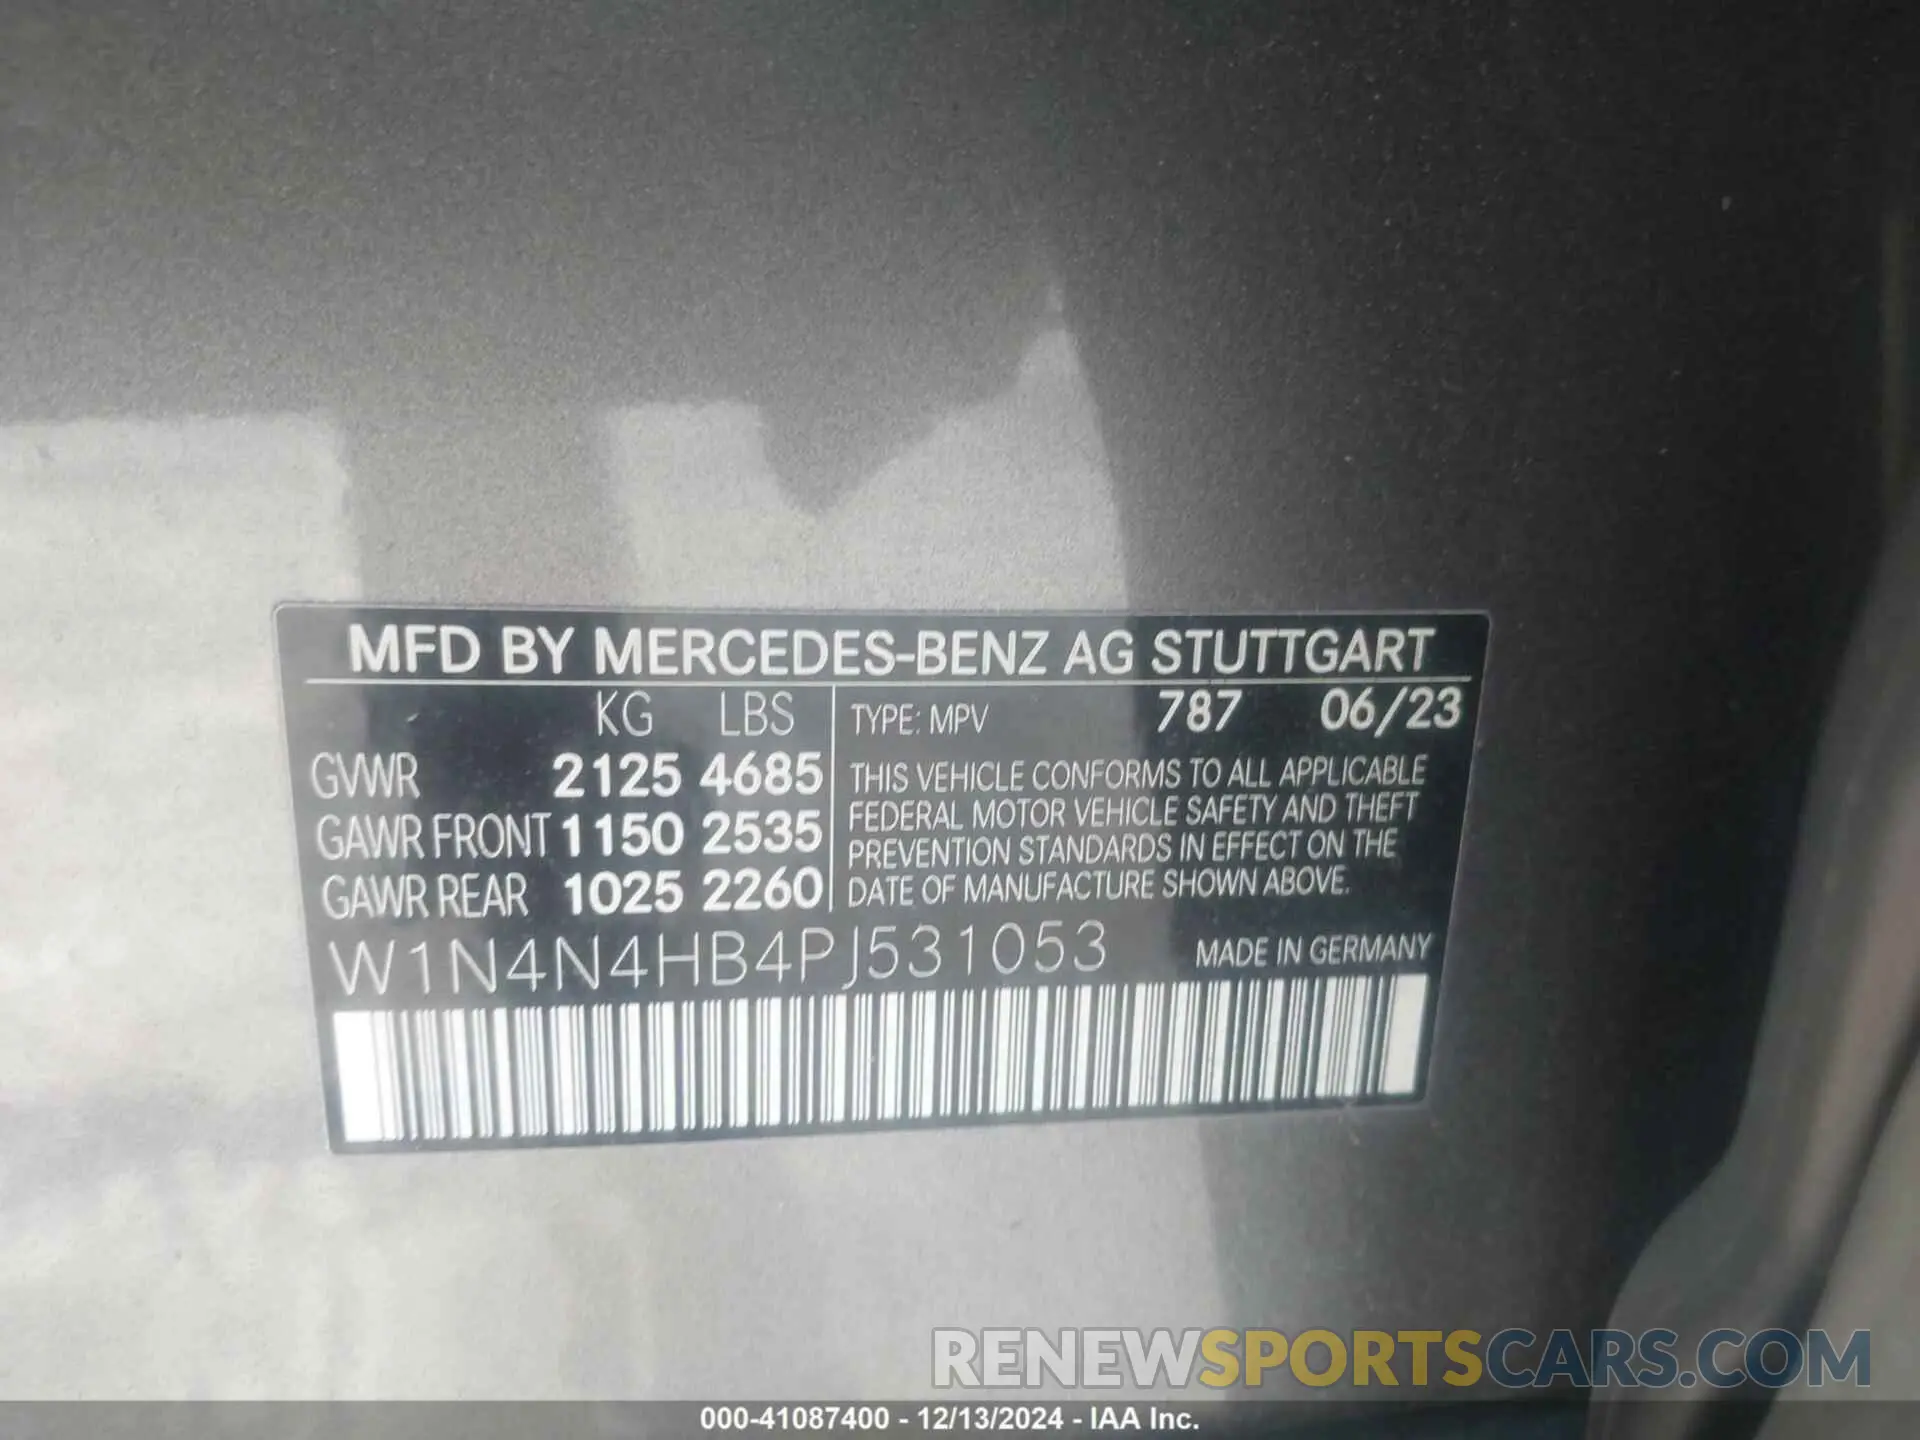 MFD BY MERCEDES-BENZ AG STUTTGART
KG LBS
GVWR 2125 4685
GAWR FRONT 1150 2535
GAWR REAR 1025 2260
TYPE: MPV 787 06/23
THIS VEHICLE CONFORMS TO ALL APPLICABLE
FEDERAL MOTOR VEHICLE SAFETY AND THEFT
PREVENTION STANDARDS IN EFFECT ON THE
DATE OF MANUFACTURE SHOWN ABOVE.
W1N4N4HB4PJ531053 MADE IN GERMANY
RENEWSPORTSCARS.COM
000-41087400 - 12/13/2024 - IAA Inc.